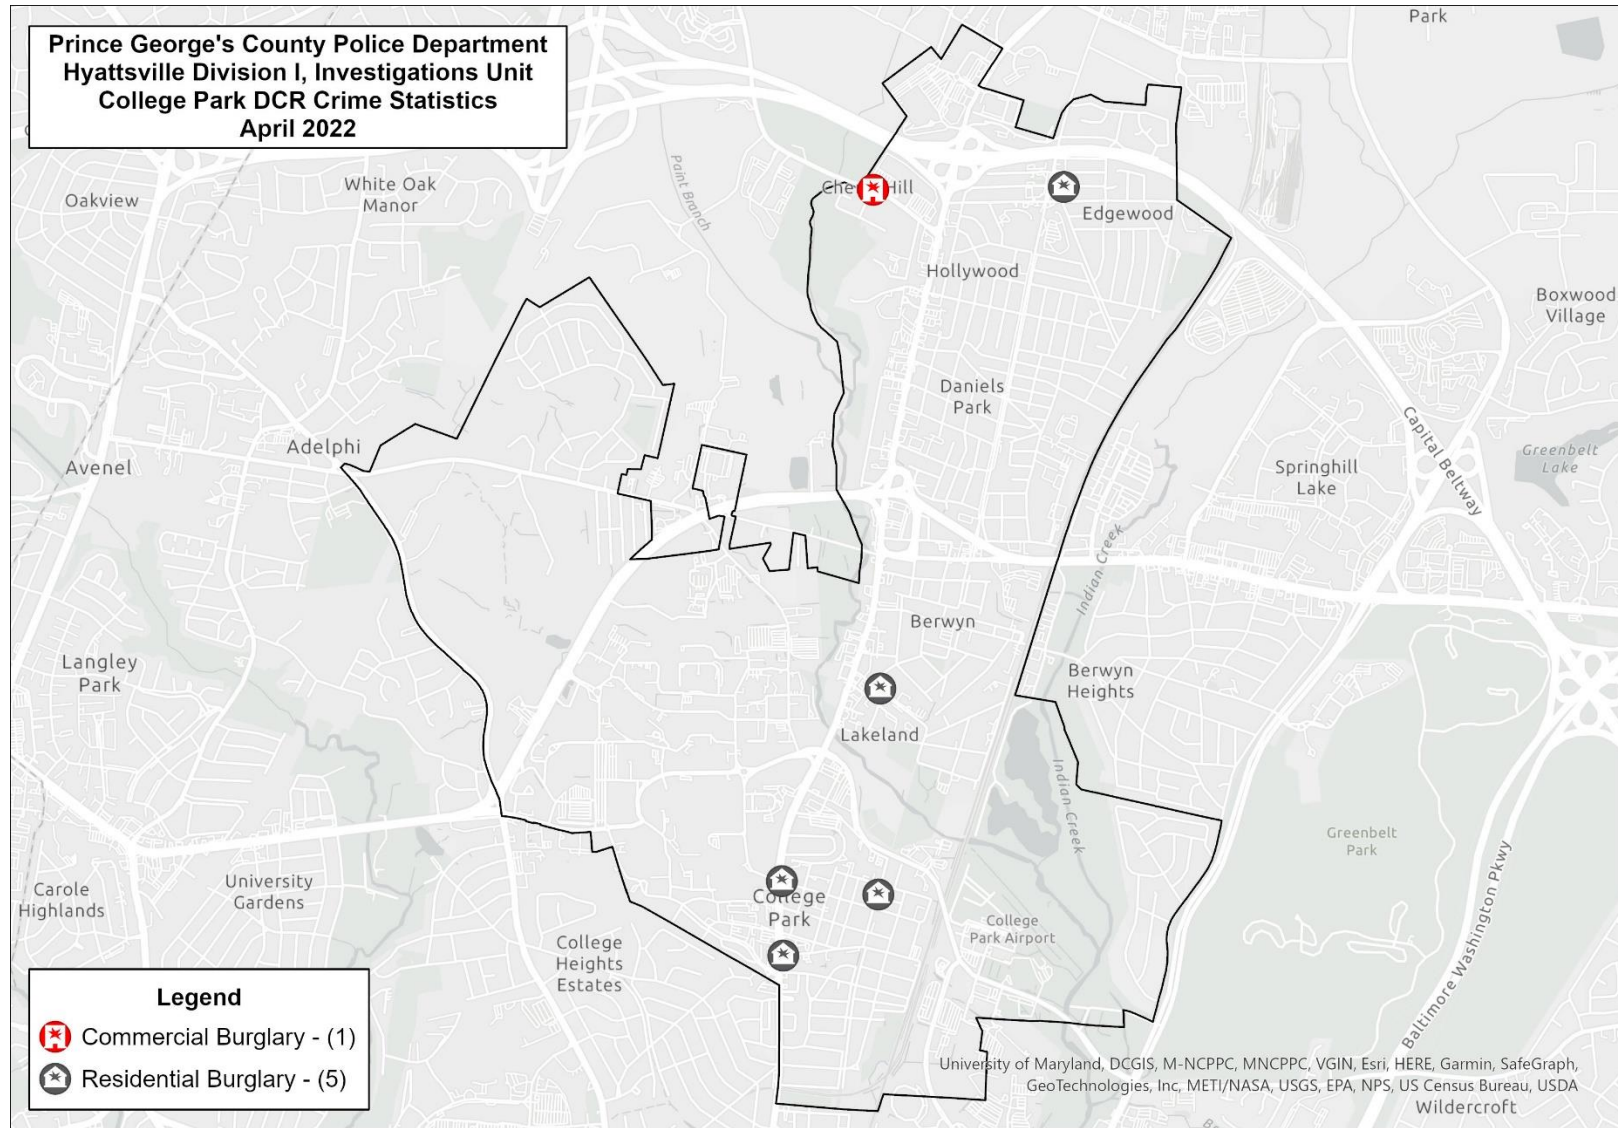 Prince George's County Police Department
Hyattsville Division I, Investigations Unit
College Park DCR Crime Statistics
April 2022
Park
Oakview
White Oak
Manor
Paint Branch
Hill
Edgewood
Hollywood
Boxwood
Village
Daniels
Park
Capital Beltway
Adelphi
Avenel
Springhill
Lake
Greenbelt
Lake
Indian Creek
Berwyn
Langley
Park
Berwyn
Heights
Lakeland
Indian Creek
Greenbelt
Park
Baltimore Washington Pkwy
Carole
Highlands
University
Gardens
College
Park
College
Park Airport
College
Heights
Estates
Legend
Commercial Burglary - (1)
Residential Burglary - (5)
University of Maryland, DCGIS, M-NCPPC, MNCPPC, VGIN, Esri, HERE, Garmin, SafeGraph,
GeoTechnologies, Inc, METI/NASA, USGS, EPA, NPS, US Census Bureau, USDA
Wildercroft